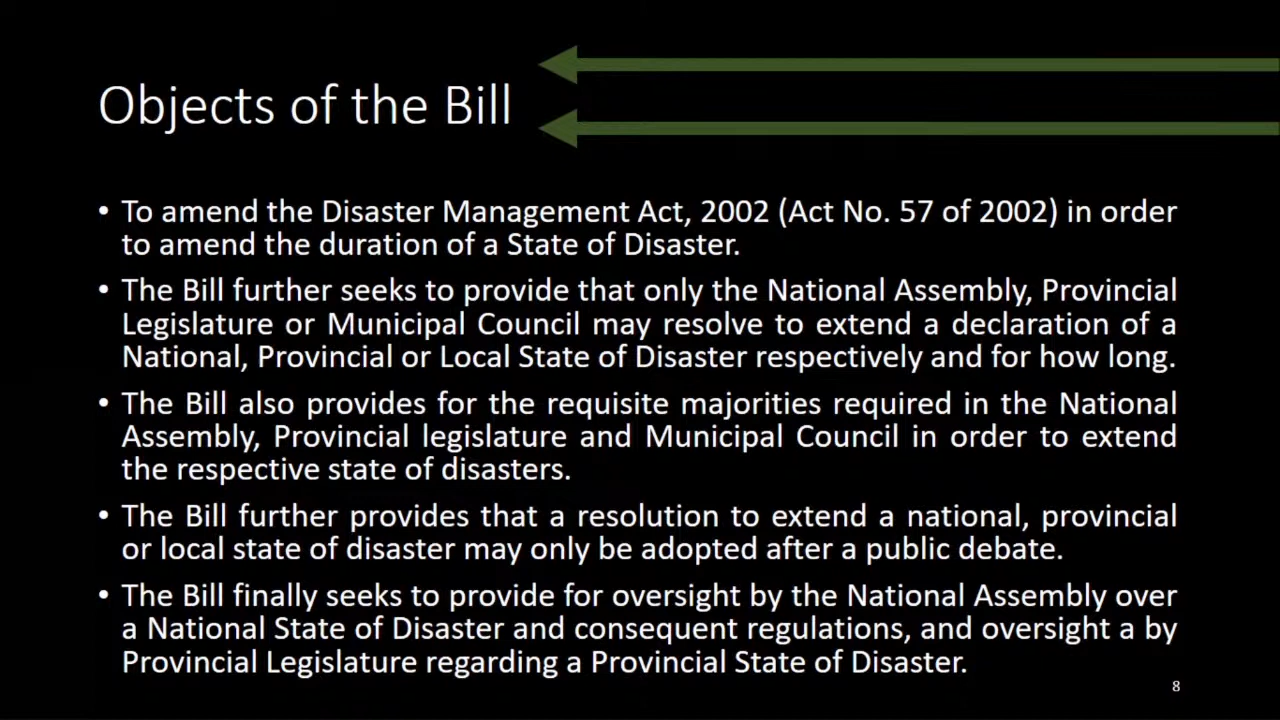 Objects of the Bill
• To amend the Disaster Management Act, 2002 (Act No. 57 of 2002) in order
to amend the duration of a State of Disaster.
• The Bill further seeks to provide that only the National Assembly, Provincial
Legislature or Municipal Council may resolve to extend a declaration of a
National, Provincial or Local State of Disaster respectively and for how long.
• The Bill also provides for the requisite majorities required in the National
Assembly, Provincial legislature and Municipal Council in order to extend
the respective state of disasters.
• The Bill further provides that a resolution to extend a national, provincial
or local state of disaster may only be adopted after a public debate.
• The Bill finally seeks to provide for oversight by the National Assembly over
a National State of Disaster and consequent regulations, and oversight a by
Provincial Legislature regarding a Provincial State of Disaster.
8